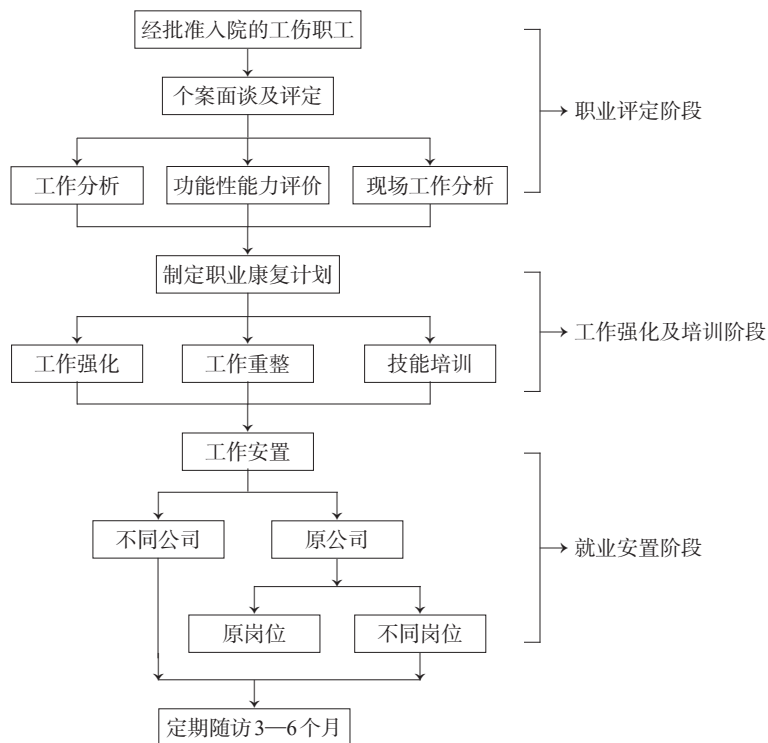 经批准入院的工伤职工
个案面谈及评定
职业评定阶段
工作分析
功能性能力评价
现场工作分析
制定职业康复计划
工作强化及培训阶段
工作强化
工作重整
技能培训
工作安置
不同公司
原公司
就业安置阶段
原岗位
不同岗位
定期随访3—6个月